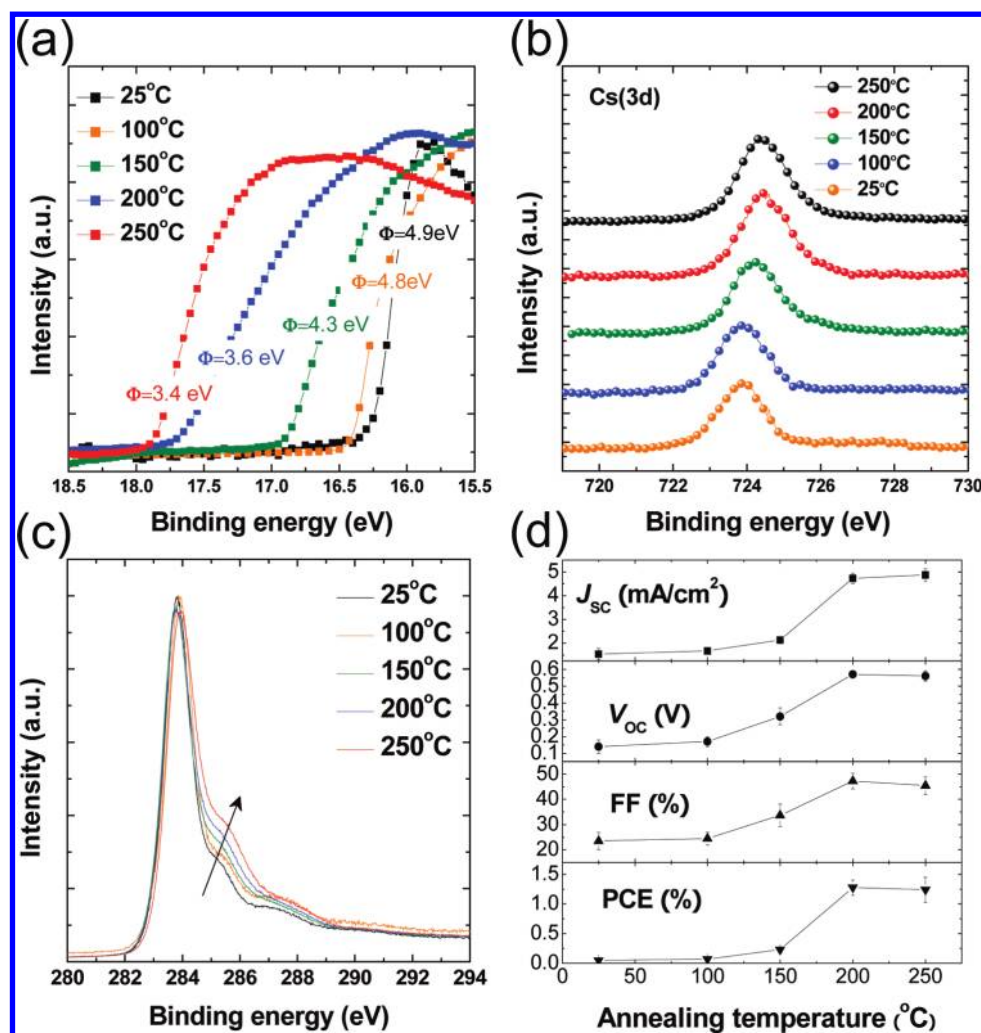 (a)
25°C
100°C
150°C
200°C
250°C
Φ=4.9eV
Φ=4.8eV
Φ=4.3 eV
Φ=3.6 eV
Φ=3.4 eV
Intensity (a.u.)
18.5 18.0 17.5 17.0 16.5 16.0 15.5
Binding energy (eV)
(b)
Cs(3d)
250°C
200°C
150°C
100°C
25°C
Intensity (a.u.)
720 722 724 726 728 730
Binding energy (eV)
(c)
25°C
100°C
150°C
200°C
250°C
Intensity (a.u.)
280 282 284 286 288 290 292 294
Binding energy (eV)
(d)
5
4
3
2
JSC (mA/cm²)
0.6
0.5
0.4
0.3
0.2
0.1
VOC (V)
50
40
30
20
FF (%)
1.5
1.0
0.5
0.0
PCE (%)
0 50 100 150 200 250
Annealing temperature (°C)